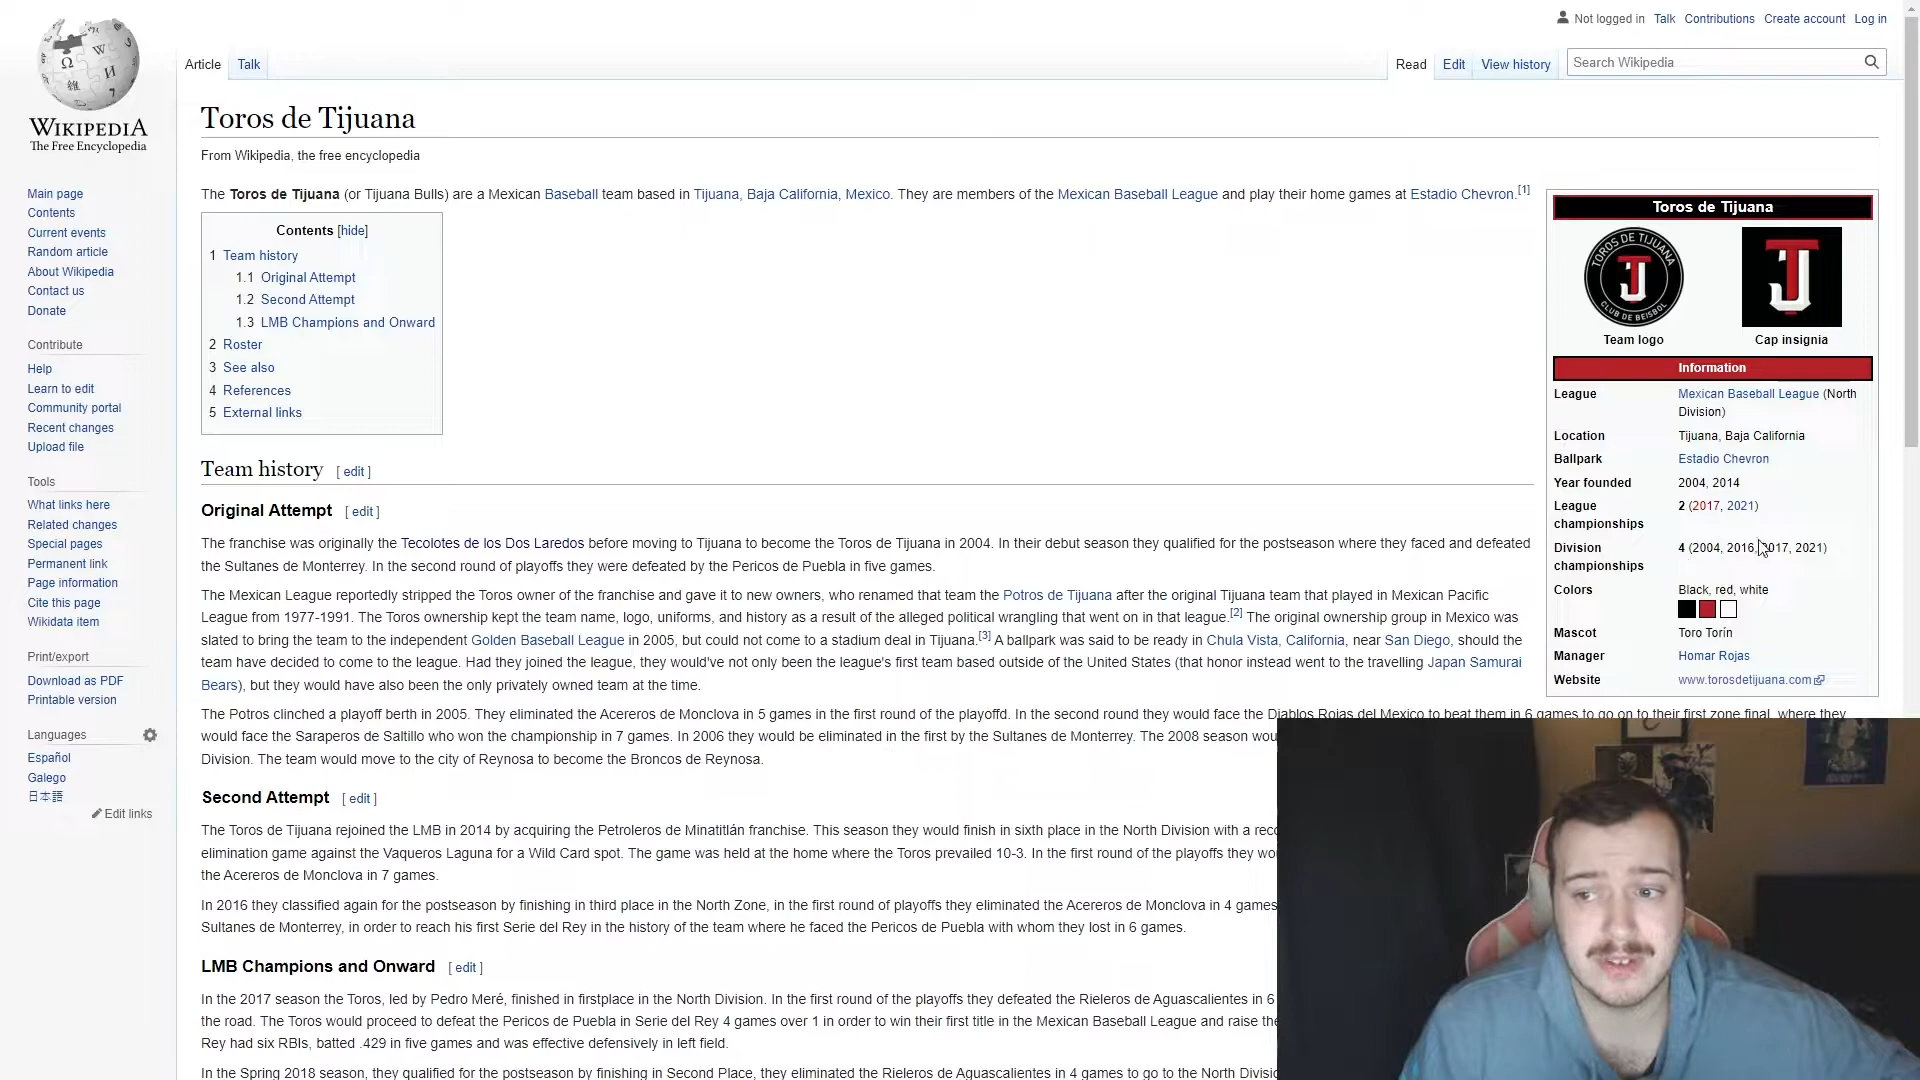 Not logged in Talk Contributions Create account Log in
Article Talk
Read Edit View history Search Wikipedia
WIKIPEDIA
The Free Encyclopedia
Main page
Contents
Current events
Random article
About Wikipedia
Contact us
Donate
Contribute
Help
Learn to edit
Community portal
Recent changes
Upload file
Tools
What links here
Related changes
Special pages
Permanent link
Page information
Cite this page
Wikidata item
Print/export
Download as PDF
Printable version
Languages
Español
Galego
日本語
Edit links
Toros de Tijuana
From Wikipedia, the free encyclopedia
The Toros de Tijuana (or Tijuana Bulls) are a Mexican Baseball team based in Tijuana, Baja California, Mexico. They are members of the Mexican Baseball League and play their home games at Estadio Chevron.[1]
Contents [hide]
1 Team history
1.1 Original Attempt
1.2 Second Attempt
1.3 LMB Champions and Onward
2 Roster
3 See also
4 References
5 External links
Team history [ edit ]
Original Attempt [ edit ]
The franchise was originally the Tecolotes de los Dos Laredos before moving to Tijuana to become the Toros de Tijuana in 2004. In their debut season they qualified for the postseason where they faced and defeated
the Sultanes de Monterrey. In the second round of playoffs they were defeated by the Pericos de Puebla in five games.
The Mexican League reportedly stripped the Toros owner of the franchise and gave it to new owners, who renamed that team the Potros de Tijuana after the original Tijuana team that played in Mexican Pacific
League from 1977-1991. The Toros ownership kept the team name, logo, uniforms, and history as a result of the alleged political wrangling that went on in that league.[2] The original ownership group in Mexico was
slated to bring the team to the independent Golden Baseball League in 2005, but could not come to a stadium deal in Tijuana.[3] A ballpark was said to be ready in Chula Vista, California, near San Diego, should the
team have decided to come to the league. Had they joined the league, they would've not only been the league's first team based outside of the United States (that honor instead went to the travelling Japan Samurai
Bears), but they would have also been the only privately owned team at the time.
The Potros clinched a playoff berth in 2005. They eliminated the Acereros de Monclova in 5 games in the first round of the playoffd. In the second round they would face the Diablos Rojas del Mexico to beat them in 6 games to go on to their first zone final, where they
would face the Saraperos de Saltillo who won the championship in 7 games. In 2006 they would be eliminated in the first by the Sultanes de Monterrey. The 2008 season wou
Division. The team would move to the city of Reynosa to become the Broncos de Reynosa.
Second Attempt [ edit ]
The Toros de Tijuana rejoined the LMB in 2014 by acquiring the Petroleros de Minatitlán franchise. This season they would finish in sixth place in the North Division with a reco
elimination game against the Vaqueros Laguna for a Wild Card spot. The game was held at the home where the Toros prevailed 10-3. In the first round of the playoffs they wo
the Acereros de Monclova in 7 games.
In 2016 they classified again for the postseason by finishing in third place in the North Zone, in the first round of playoffs they eliminated the Acereros de Monclova in 4 games
Sultanes de Monterrey, in order to reach his first Serie del Rey in the history of the team where he faced the Pericos de Puebla with whom they lost in 6 games.
LMB Champions and Onward [ edit ]
In the 2017 season the Toros, led by Pedro Meré, finished in firstplace in the North Division. In the first round of the playoffs they defeated the Rieleros de Aguascalientes in 6
the road. The Toros would proceed to defeat the Pericos de Puebla in Serie del Rey 4 games over 1 in order to win their first title in the Mexican Baseball League and raise the
Rey had six RBIs, batted .429 in five games and was effective defensively in left field.
In the Spring 2018 season, they qualified for the postseason by finishing in Second Place, they eliminated the Rieleros de Aguascalientes in 4 games to go to the North Divisio
Toros de Tijuana
TOROS DE TIJUANA
CLUB DE BEISBOL
Team logo Cap insignia
Information
League Mexican Baseball League (North
Division)
Location Tijuana, Baja California
Ballpark Estadio Chevron
Year founded 2004, 2014
League championships 2 (2017, 2021)
Division championships 4 (2004, 2016, 2017, 2021)
Colors Black, red, white
Mascot Toro Torín
Manager Homar Rojas
Website www.torosdetijuana.com